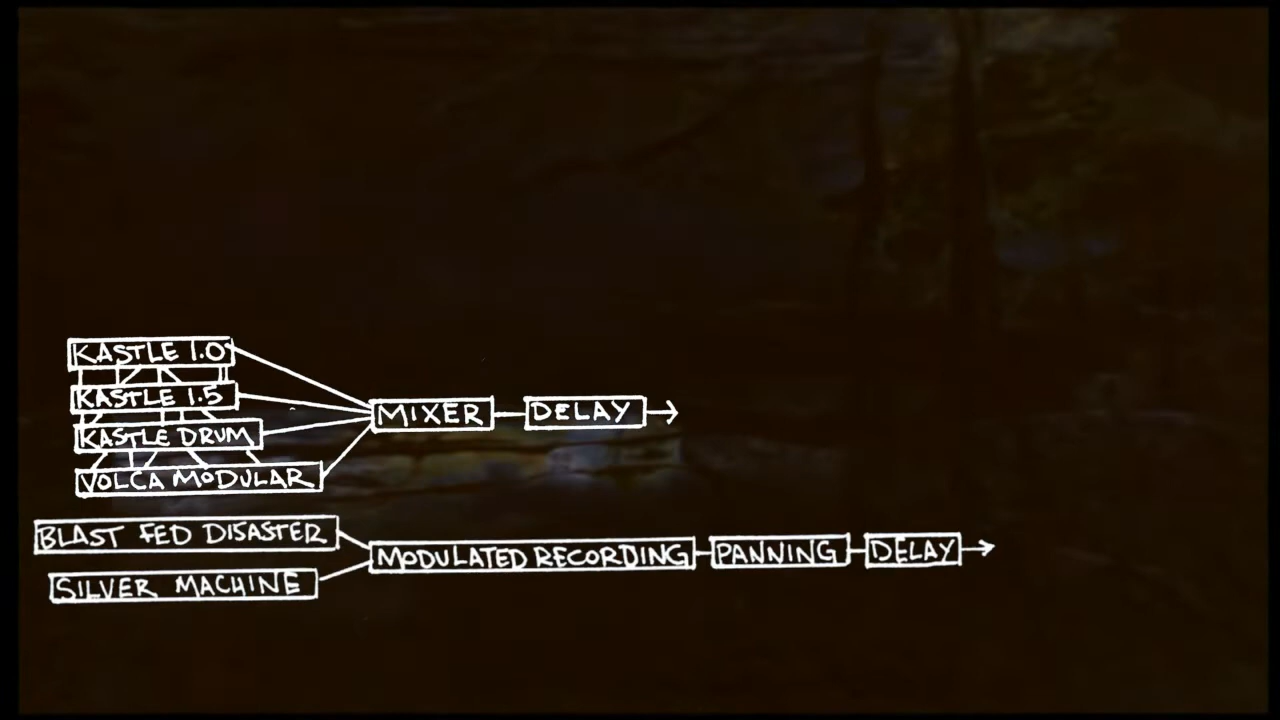 KASTLE 1.0
KASTLE 1.5
KASTLE DRUM
VOLCA MODULAR
MIXER
DELAY
BLAST FED DISASTER
SILVER MACHINE
MODULATED RECORDING
PANNING
DELAY